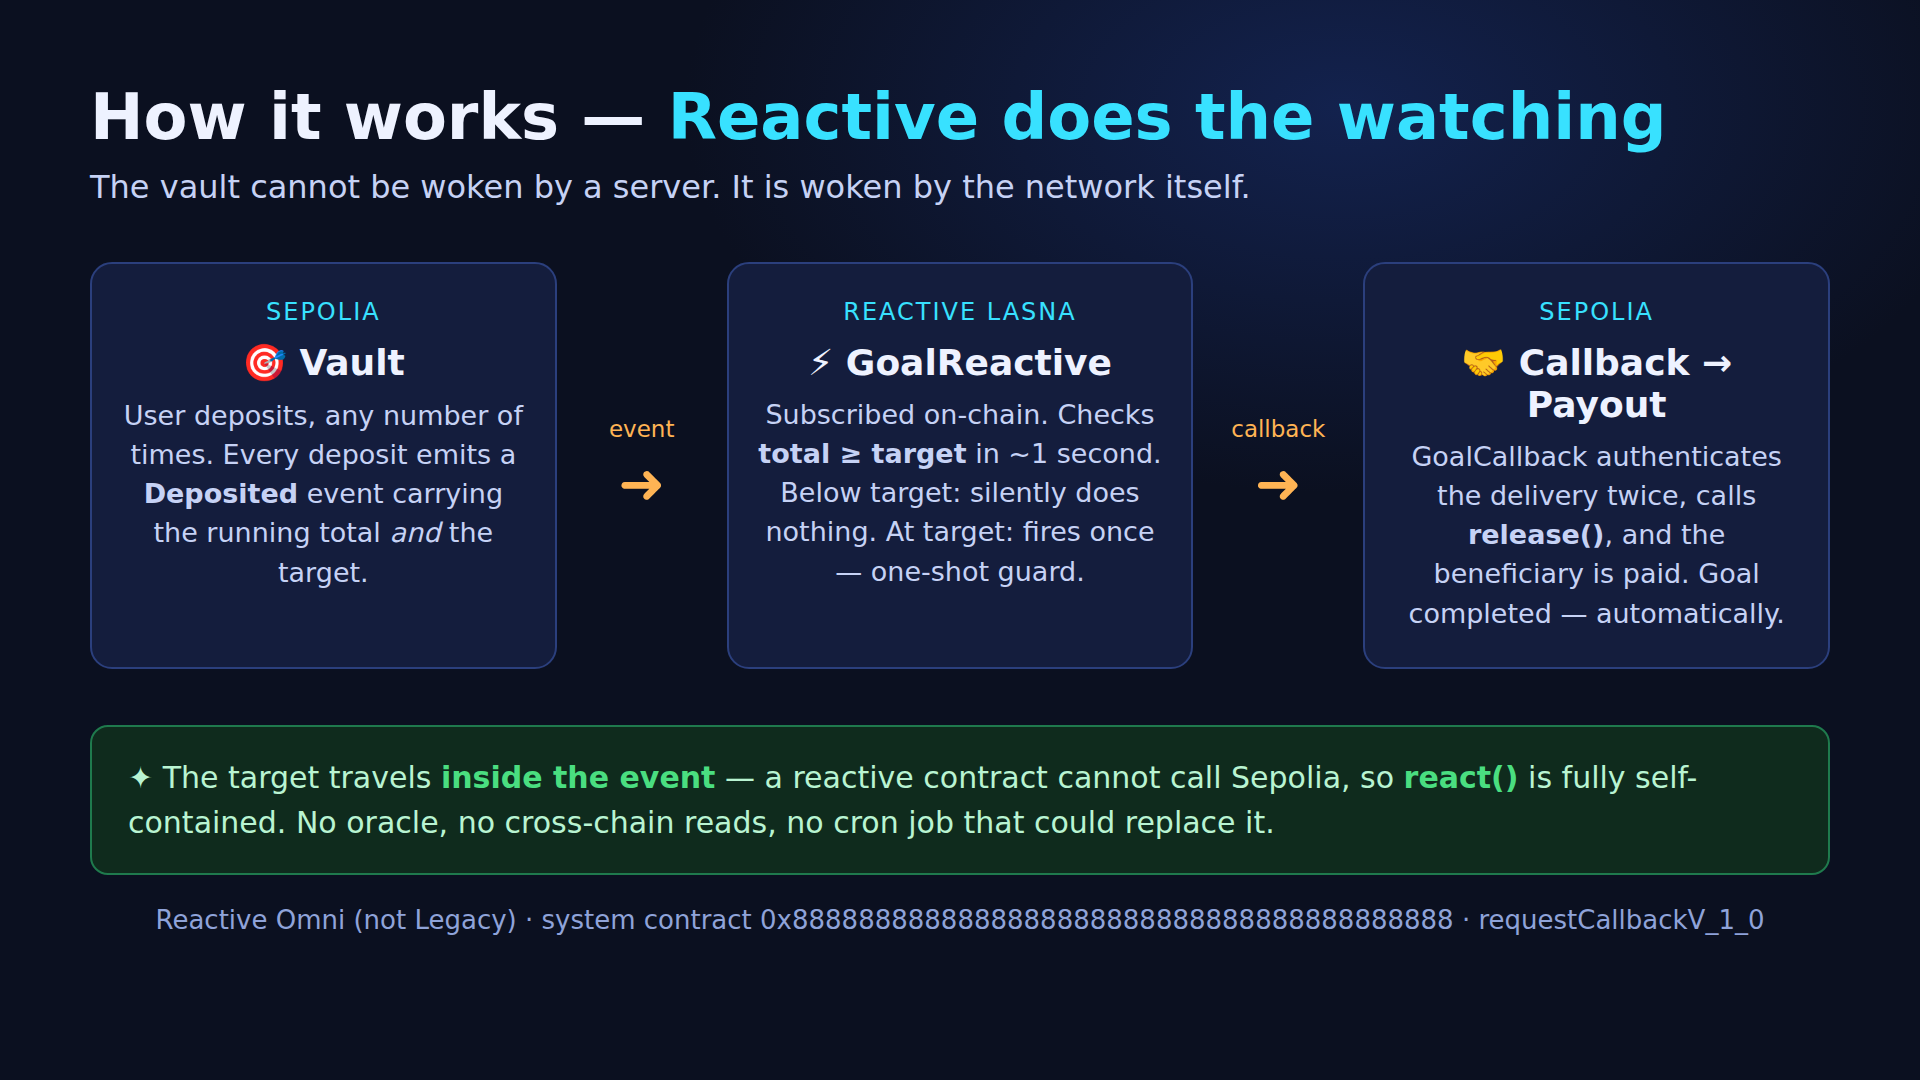 How it works — Reactive does the watching
The vault cannot be woken by a server. It is woken by the network itself.
SEPOLIA
🎯 Vault
User deposits, any number of
times. Every deposit emits a
Deposited event carrying
the running total and the
target.
event
→
REACTIVE LASNA
⚡ GoalReactive
Subscribed on-chain. Checks
total ≥ target in ~1 second.
Below target: silently does
nothing. At target: fires once
— one-shot guard.
callback
→
SEPOLIA
🤝 Callback →
Payout
GoalCallback authenticates
the delivery twice, calls
release(), and the
beneficiary is paid. Goal
completed — automatically.
✦ The target travels inside the event — a reactive contract cannot call Sepolia, so react() is fully self-
contained. No oracle, no cross-chain reads, no cron job that could replace it.
Reactive Omni (not Legacy) · system contract 0x8888888888888888888888888888888888888888 · requestCallbackV_1_0